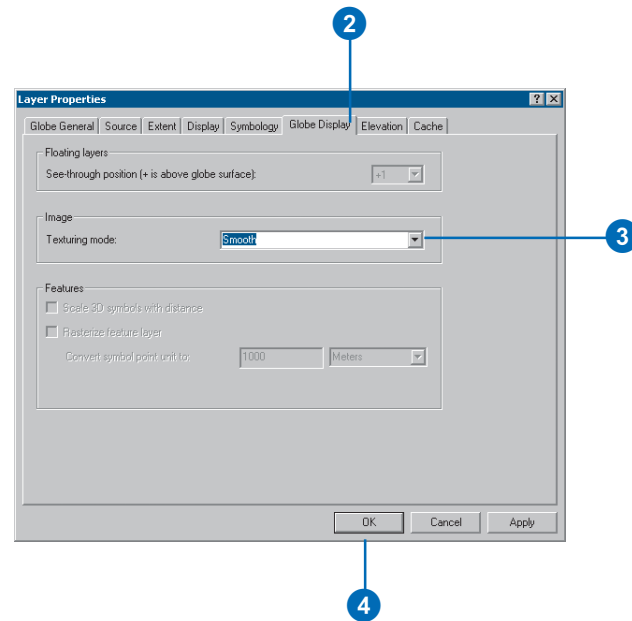 2
Layer Properties
Globe General Source Extent Display Symbology Globe Display Elevation Cache
Floating layers
See-through position (+ is above globe surface): +1
Image
Texturing mode: Smooth
3
Features
Scale 3D symbols with distance
Rasterize feature layer
Convert symbol point unit to: 1000 Meters
OK Cancel Apply
4